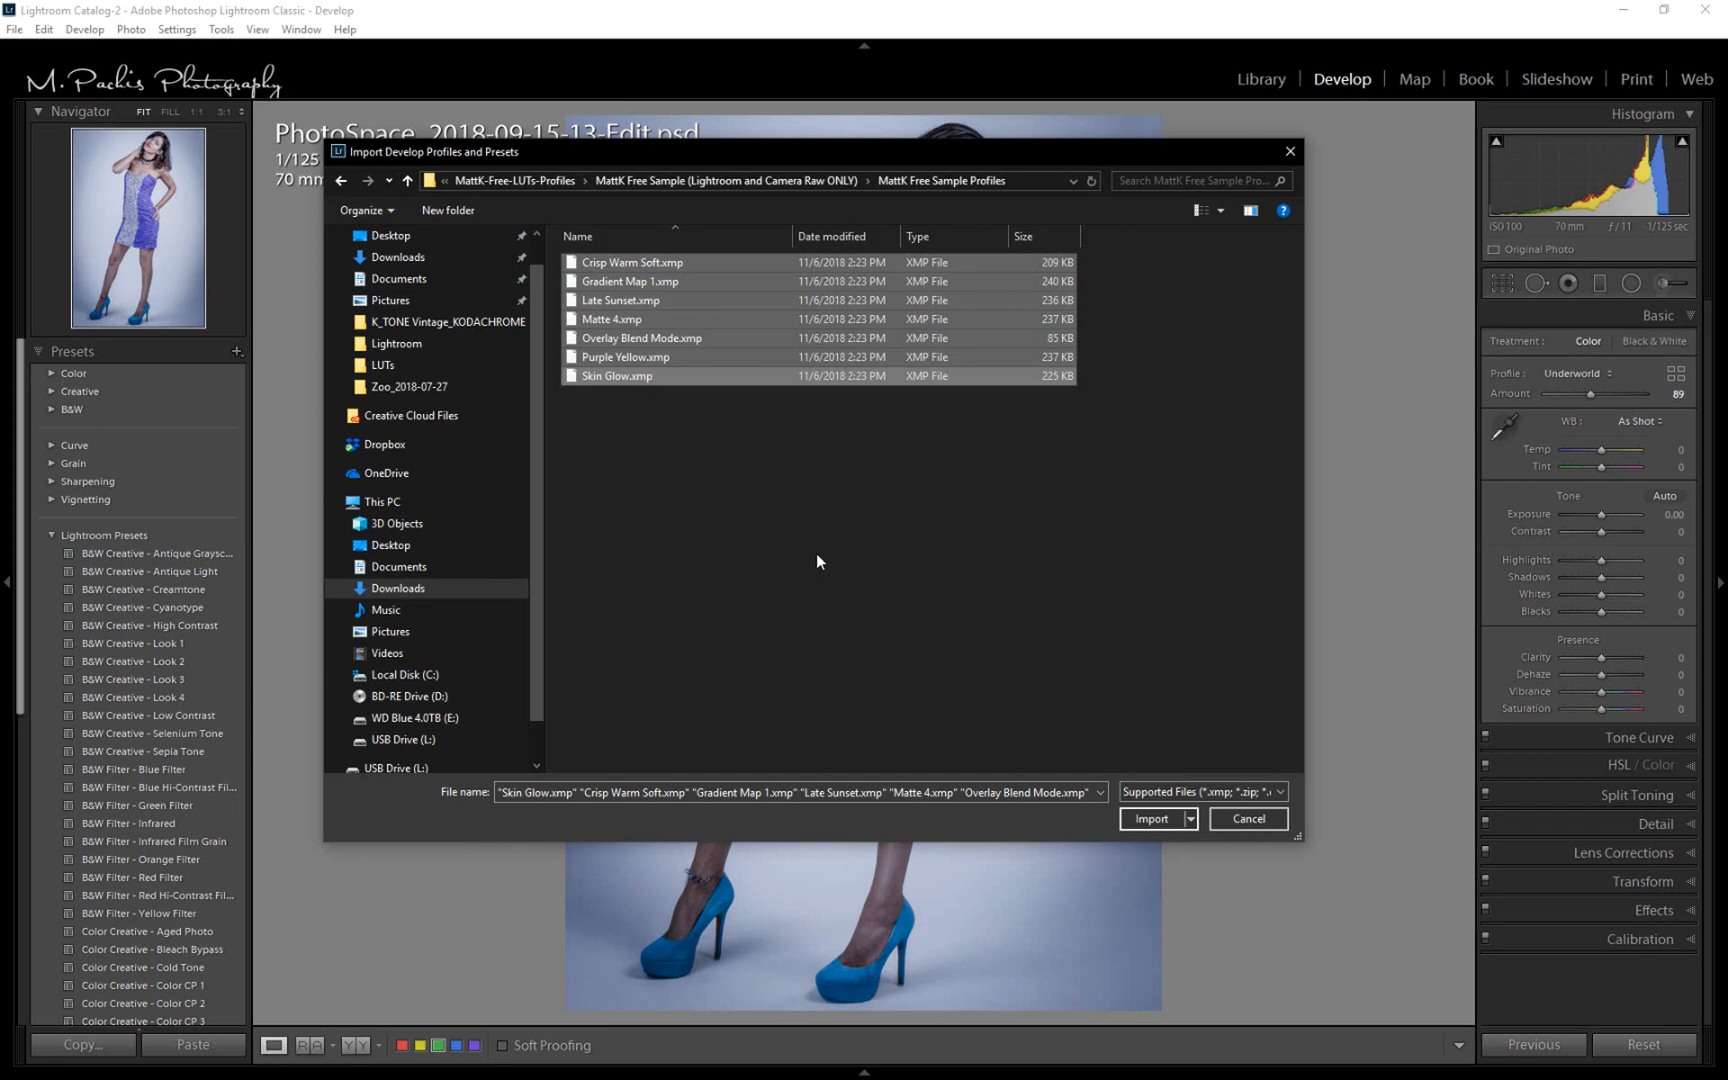 Lightroom Catalog-2 - Adobe Photoshop Lightroom Classic - Develop
File Edit Develop Photo Settings Tools View Window Help
M. Pachis Photography
Library | Develop | Map | Book | Slideshow | Print | Web
Navigator FIT FILL 1:1 3:1
Presets
Color
Creative
B&W
Curve
Grain
Sharpening
Vignetting
Lightroom Presets
B&W Creative - Antique Graysc...
B&W Creative - Antique Light
B&W Creative - Creamtone
B&W Creative - Cyanotype
B&W Creative - High Contrast
B&W Creative - Look 1
B&W Creative - Look 2
B&W Creative - Look 3
B&W Creative - Look 4
B&W Creative - Low Contrast
B&W Creative - Selenium Tone
B&W Creative - Sepia Tone
B&W Filter - Blue Filter
B&W Filter - Blue Hi-Contrast Fil...
B&W Filter - Green Filter
B&W Filter - Infrared
B&W Filter - Infrared Film Grain
B&W Filter - Orange Filter
B&W Filter - Red Filter
B&W Filter - Red Hi-Contrast Fil...
B&W Filter - Yellow Filter
Color Creative - Aged Photo
Color Creative - Bleach Bypass
Color Creative - Cold Tone
Color Creative - Color CP 1
Color Creative - Color CP 2
Color Creative - Color CP 3
Copy... Paste
PhotoSpace_2018-09-15-13-Edit.psd
1/125
70 mm
Import Develop Profiles and Presets
« MattK-Free-LUTs-Profiles › MattK Free Sample (Lightroom and Camera Raw ONLY) › MattK Free Sample Profiles
Search MattK Free Sample Pro...
Organize New folder
Desktop
Downloads
Documents
Pictures
K_TONE Vintage_KODACHROME
Lightroom
LUTs
Zoo_2018-07-27
Creative Cloud Files
Dropbox
OneDrive
This PC
3D Objects
Desktop
Documents
Downloads
Music
Pictures
Videos
Local Disk (C:)
BD-RE Drive (D:)
WD Blue 4.0TB (E:)
USB Drive (L:)
USB Drive (L:)
Name Date modified Type Size
Crisp Warm Soft.xmp 11/6/2018 2:23 PM XMP File 209 KB
Gradient Map 1.xmp 11/6/2018 2:23 PM XMP File 240 KB
Late Sunset.xmp 11/6/2018 2:23 PM XMP File 236 KB
Matte 4.xmp 11/6/2018 2:23 PM XMP File 237 KB
Overlay Blend Mode.xmp 11/6/2018 2:23 PM XMP File 85 KB
Purple Yellow.xmp 11/6/2018 2:23 PM XMP File 237 KB
Skin Glow.xmp 11/6/2018 2:23 PM XMP File 225 KB
File name: "Skin Glow.xmp" "Crisp Warm Soft.xmp" "Gradient Map 1.xmp" "Late Sunset.xmp" "Matte 4.xmp" "Overlay Blend Mode.xmp"
Supported Files (*.xmp; *.zip; *.
Import Cancel
R A Y Y Soft Proofing
Histogram
ISO 100 70 mm ƒ/11 1/125 sec
Original Photo
Basic
Treatment: Color Black & White
Profile: Underworld
Amount 89
WB: As Shot
Temp 0
Tint 0
Tone Auto
Exposure 0.00
Contrast 0
Highlights 0
Shadows 0
Whites 0
Blacks 0
Presence
Clarity 0
Dehaze 0
Vibrance 0
Saturation 0
Tone Curve
HSL / Color
Split Toning
Detail
Lens Corrections
Transform
Effects
Calibration
Previous Reset